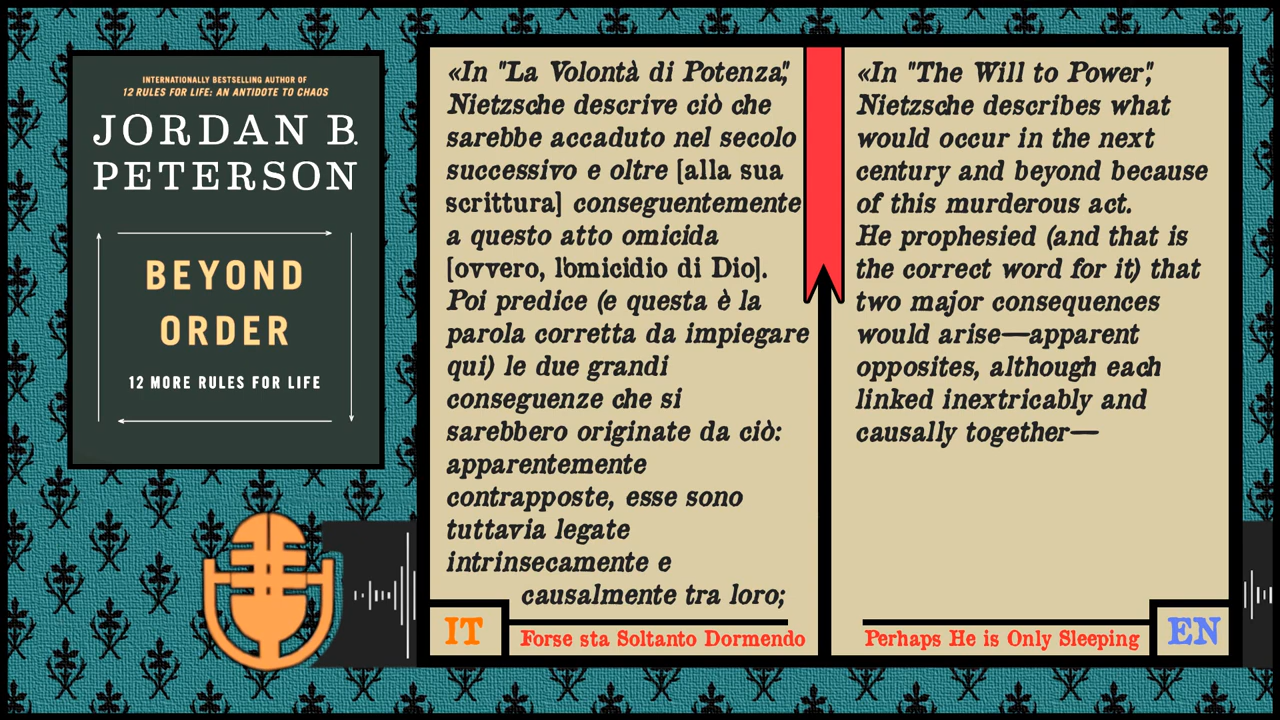 INTERNATIONALLY BESTSELLING AUTHOR OF
12 RULES FOR LIFE: AN ANTIDOTE TO CHAOS
JORDAN B.
PETERSON
BEYOND
ORDER
12 MORE RULES FOR LIFE
«In "La Volontà di Potenza",
Nietzsche descrive ciò che
sarebbe accaduto nel secolo
successivo e oltre [alla sua
scrittura] conseguentemente
a questo atto omicida
[ovvero, l'omicidio di Dio].
Poi predice (e questa è la
parola corretta da impiegare
qui) le due grandi
conseguenze che si
sarebbero originate da ciò:
apparentemente
contrapposte, esse sono
tuttavia legate
intrinsecamente e
causalmente tra loro;
IT
Forse sta Soltanto Dormendo
«In "The Will to Power",
Nietzsche describes what
would occur in the next
century and beyond because
of this murderous act.
He prophesied (and that is
the correct word for it) that
two major consequences
would arise—apparent
opposites, although each
linked inextricably and
causally together—
Perhaps He is Only Sleeping
EN